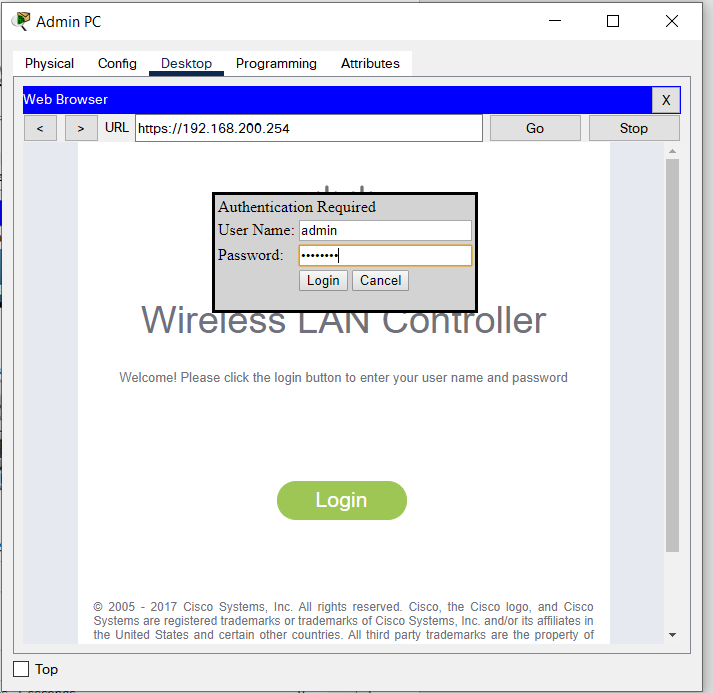 Admin PC
Physical Config Desktop Programming Attributes
Web Browser X
< > URL https://192.168.200.254 Go Stop
Authentication Required
User Name: admin
Password: ••••••••
Login Cancel
Wireless LAN Controller
Welcome! Please click the login button to enter your user name and password
Login
© 2005 - 2017 Cisco Systems, Inc. All rights reserved. Cisco, the Cisco logo, and Cisco
Systems are registered trademarks or trademarks of Cisco Systems, Inc. and/or its affiliates in
the United States and certain other countries. All third party trademarks are the property of
Top